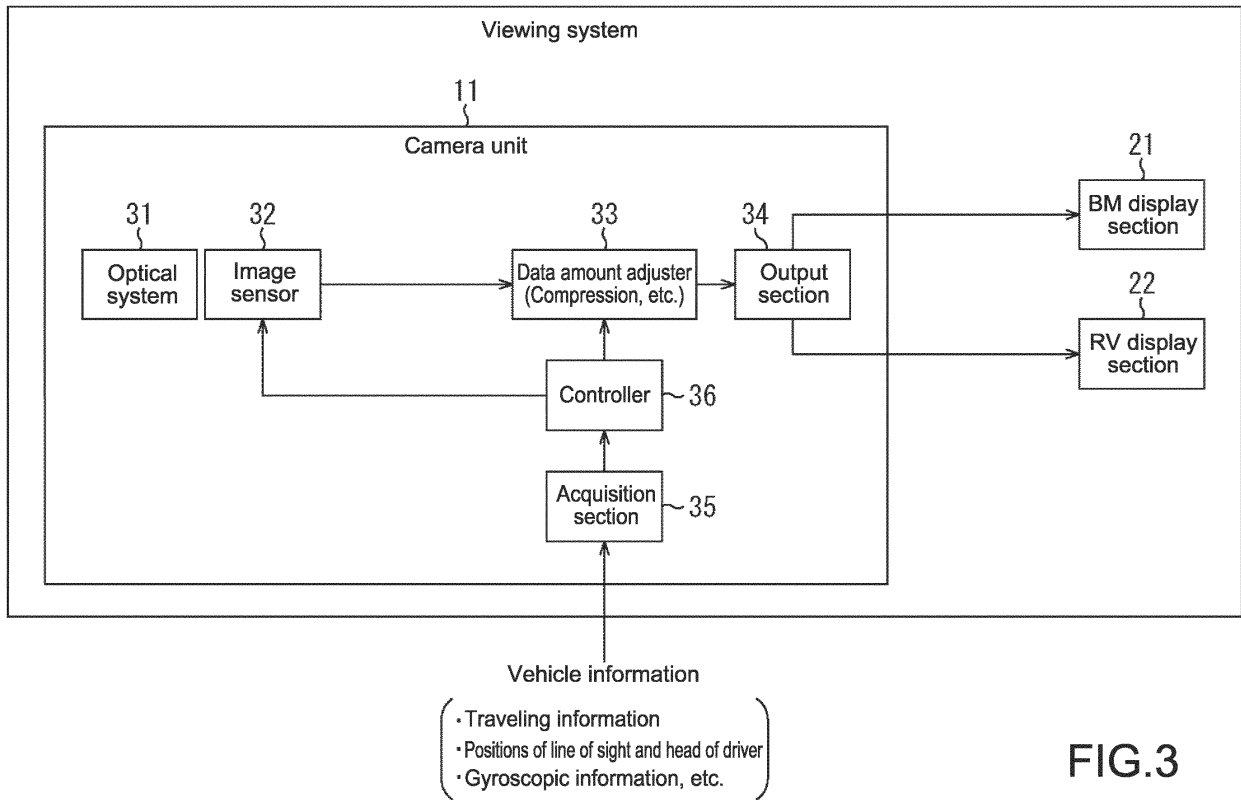 Viewing system
11
Camera unit
31
Optical
system
32
Image
sensor
33
Data amount adjuster
(Compression, etc.)
34
Output
section
21
BM display
section
22
RV display
section
Controller
36
Acquisition
section
35
Vehicle information
・Traveling information
・Positions of line of sight and head of driver
・Gyroscopic information, etc.
FIG.3